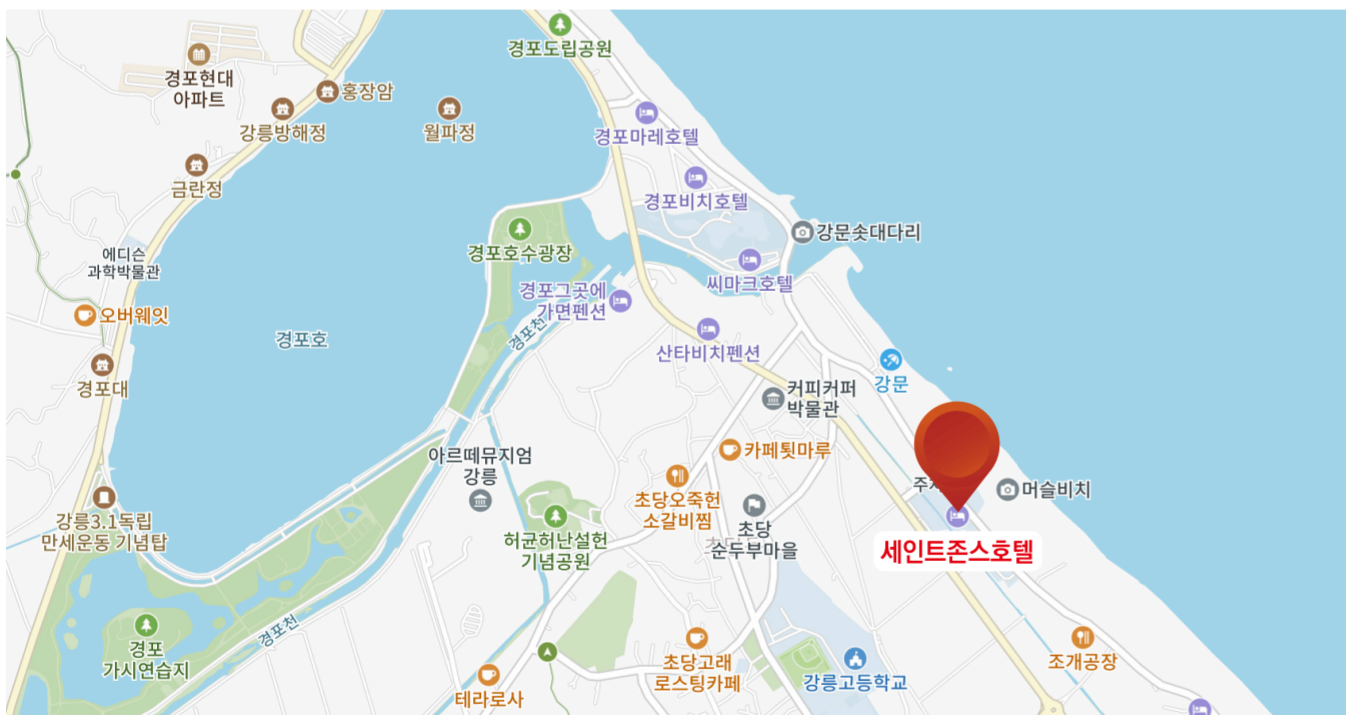 경포도립공원
경포현대
아파트
홍장암
강릉방해정
월파정
경포마레호텔
금란정
경포비치호텔
강문솟대다리
경포호수광장
에디슨
과학박물관
씨마크호텔
경포그곳에
가면펜션
오버웨잇
경포천
경포호
산타비치펜션
경포대
강문
커피커퍼
박물관
카페툇마루
아르떼뮤지엄
강릉
머슬비치
초당오죽헌
소갈비찜
강릉3.1독립
만세운동 기념탑
허균허난설헌
기념공원
초당
순두부마을
세인트존스호텔
경포천
경포
가시연습지
초당고래
로스팅카페
조개공장
강릉고등학교
테라로사